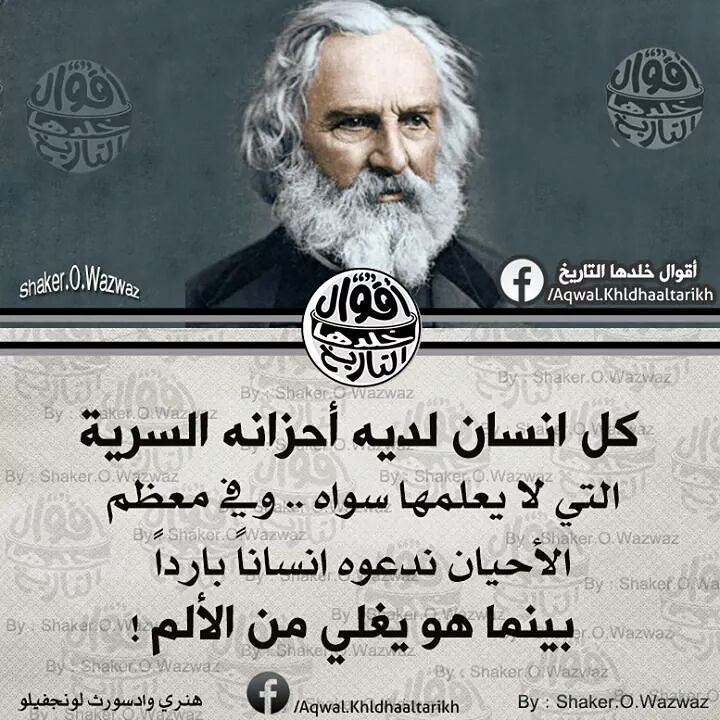 أقوال خلدها التاريخ
أقوال خلدها التاريخ
Shaker.O.Wazwaz
أقوال خلدها التاريخ
/Aqwal.Khldhaaltarikh
أقوال خلدها التاريخ
كل انسان لديه أحزانه السرية
التي لا يعلمها سواه .. وفي معظم
الأحيان ندعوه انساناً بارداً
بينما هو يغلي من الألم !
هنري وادسورث لونجفيلو
/Aqwal.Khldhaaltarikh
By : Shaker.O.Wazwaz